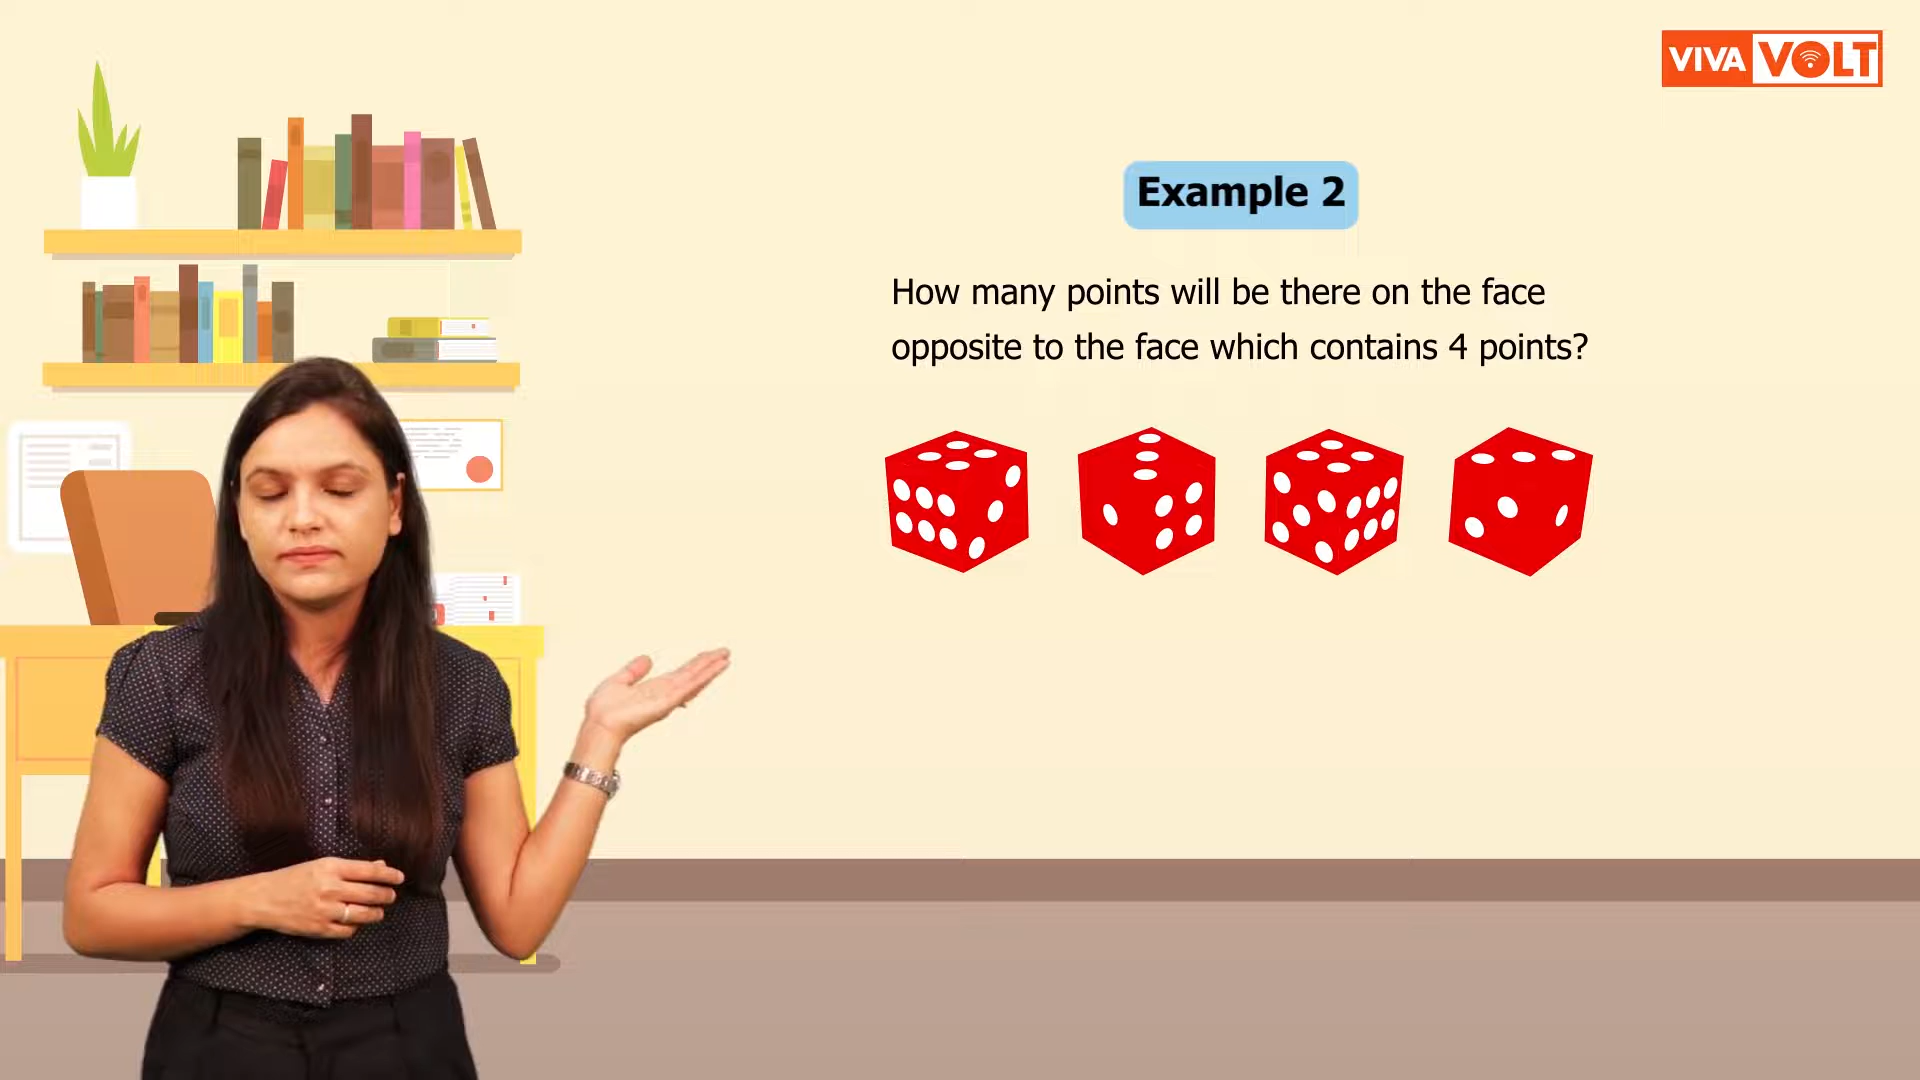 VIVA VOLT
Example 2
How many points will be there on the face
opposite to the face which contains 4 points?